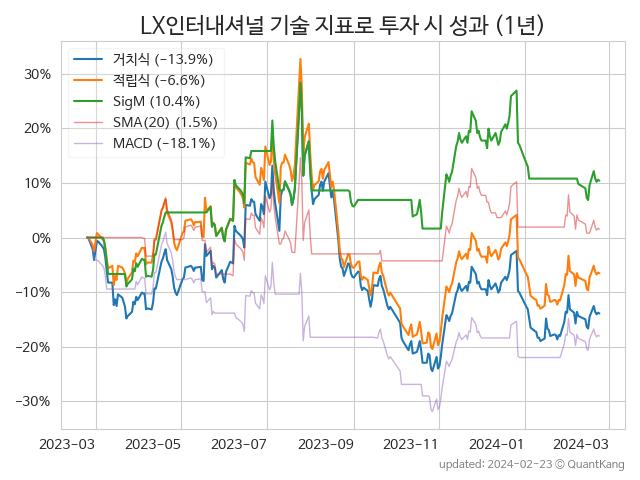 LX인터내셔널 기술 지표로 투자 시 성과 (1년)
거치식 (−13.9%)
적립식 (−6.6%)
SigM (10.4%)
SMA(20) (1.5%)
MACD (−18.1%)
30%
20%
10%
0%
−10%
−20%
−30%
2023-03 2023-05 2023-07 2023-09 2023-11 2024-01 2024-03
updated: 2024-02-23 © QuantKang